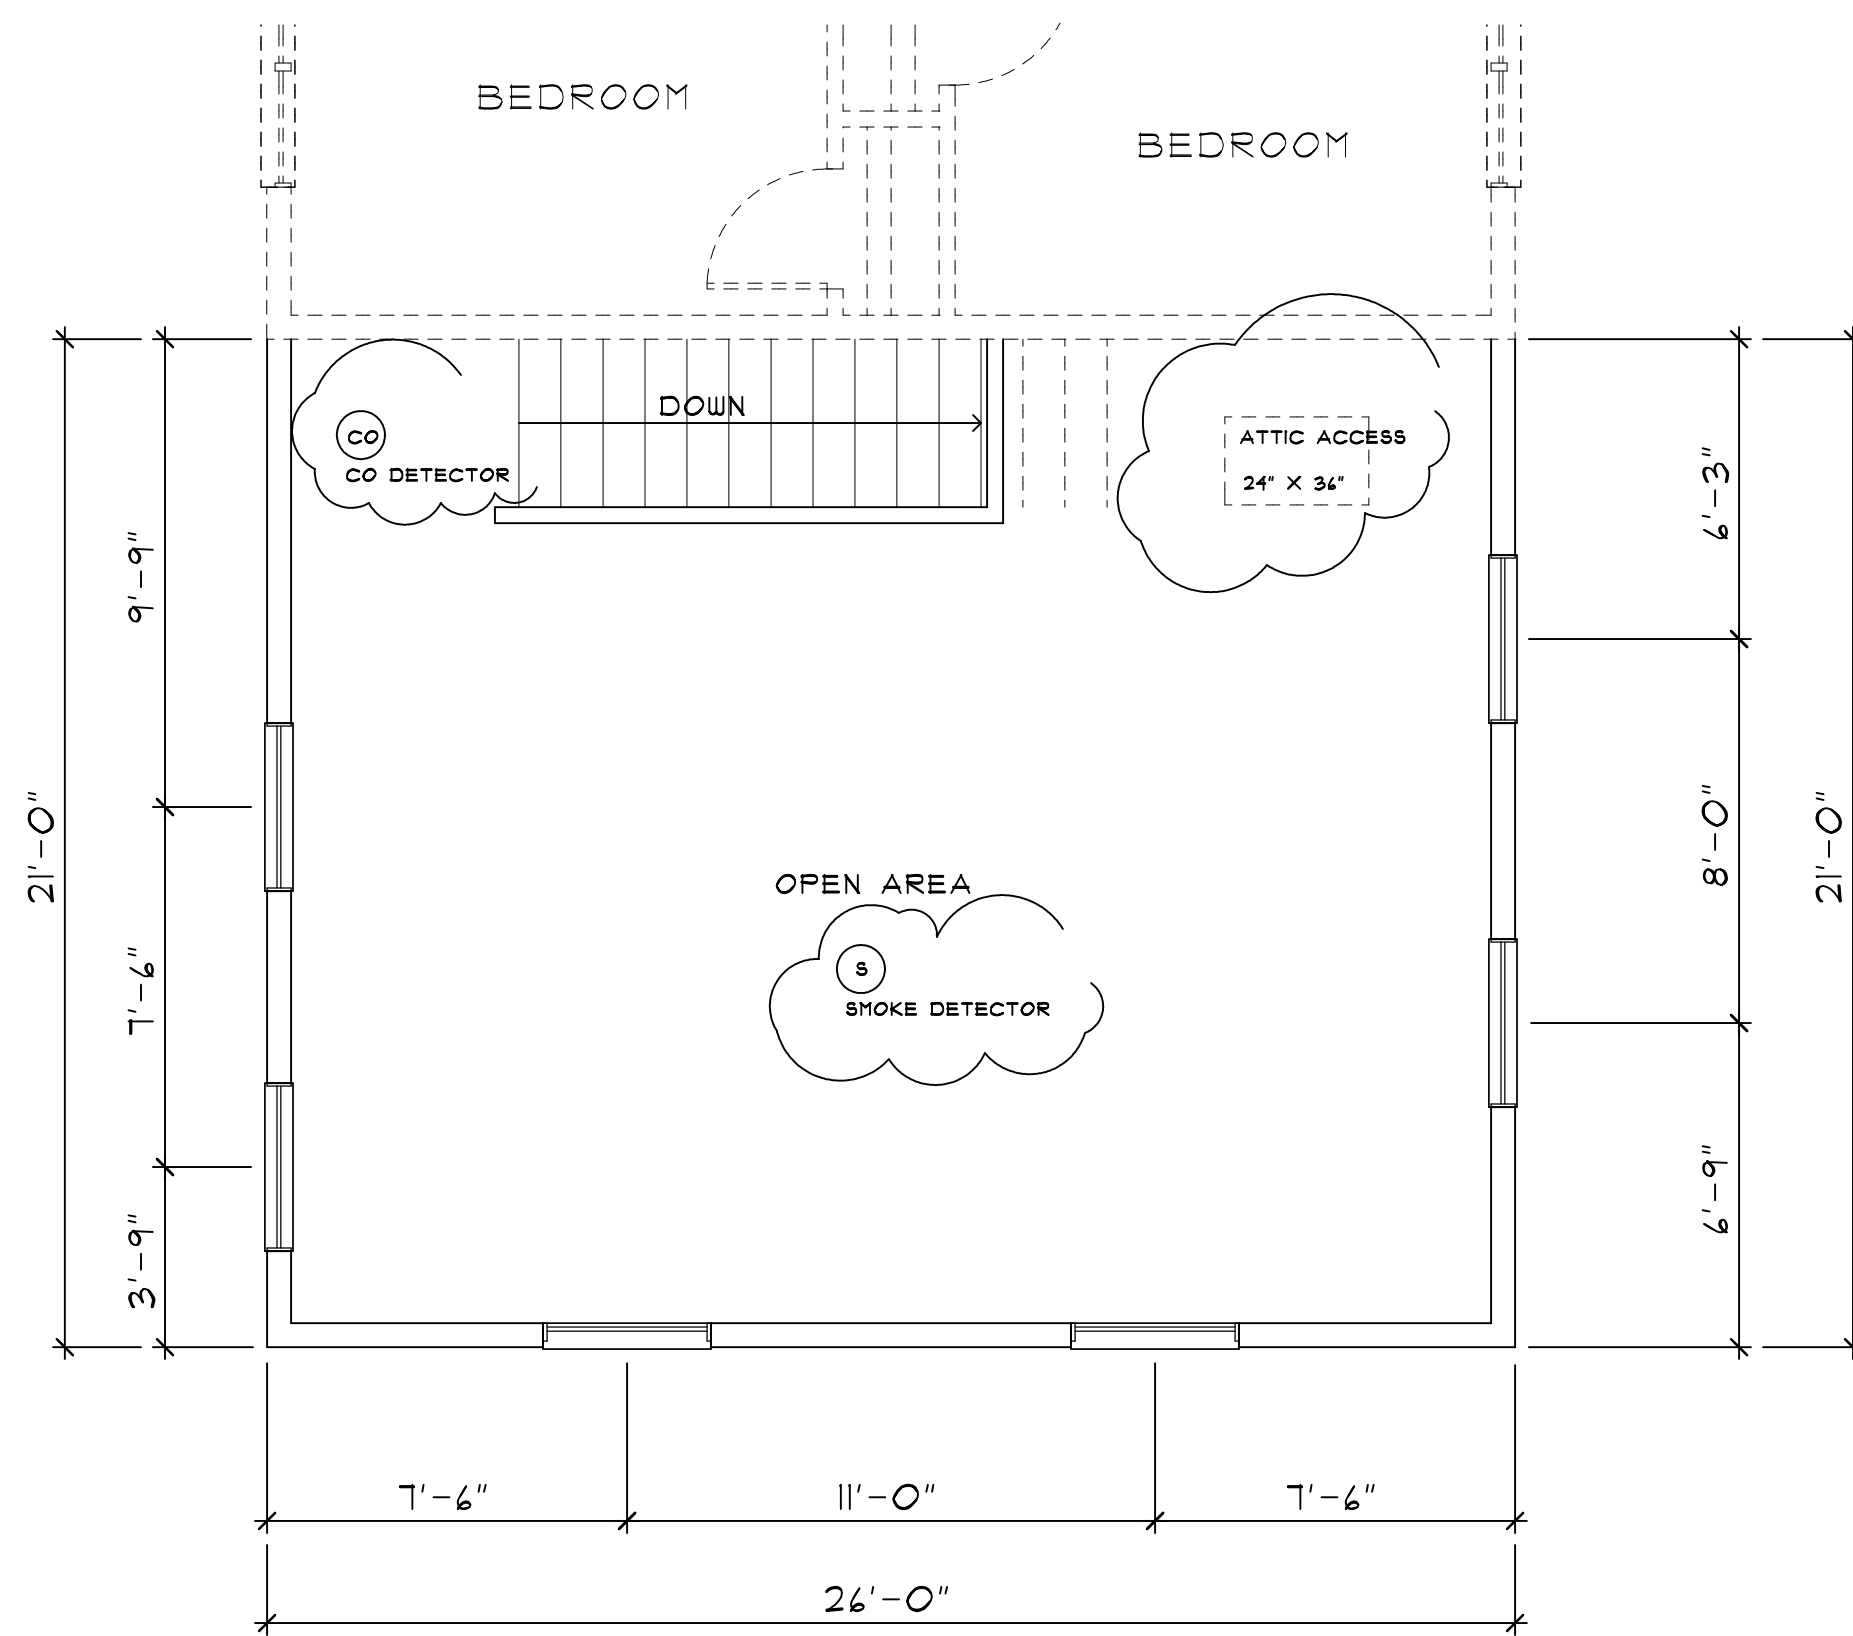 BEDROOM
BEDROOM
DOWN
CO
CO DETECTOR
ATTIC ACCESS
24" X 36"
6'-3"
9'-9"
21'-0"
8'-0"
21'-0"
OPEN AREA
S
SMOKE DETECTOR
7'-6"
6'-9"
3'-9"
7'-6"
11'-0"
7'-6"
26'-0"